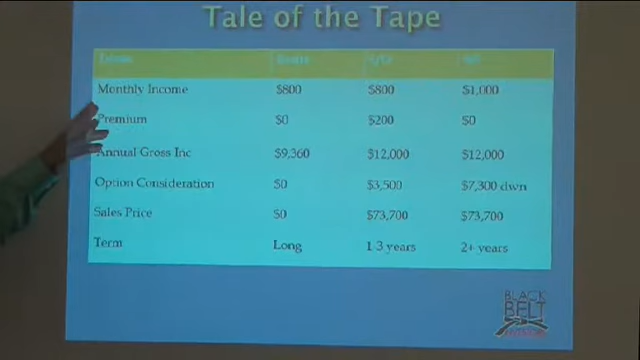 Tale of the Tape
Monthly Income $800 $800 $1,000
Premium $0 $200 $0
Annual Gross Inc $9,360 $12,000 $12,000
Option Consideration $0 $3,500 $7,300 dwn
Sales Price $0 $73,700 $73,700
Term Long 1-3 years 2+ years
BLACK
BELT